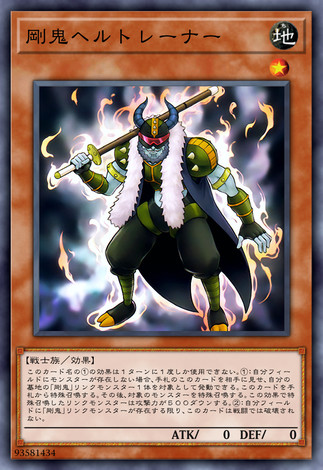 剛鬼ヘルトレーナー
地
【戦士族／効果】
このカード名の①の効果は１ターンに１度しか使用できない。①：自分フィー
ルドにモンスターが存在しない場合、手札のこのカードを相手に見せ、自分の
墓地の「剛鬼」リンクモンスター１体を対象として発動できる。このカードを手
札から特殊召喚する。その後、対象のモンスターを特殊召喚する。この効果で特
殊召喚したリンクモンスターは攻撃力が５００ダウンする。②：自分フィール
ドに「剛鬼」リンクモンスターが存在する限り、このカードは戦闘では破壊され
ない。
ATK/ 0 DEF/ 0
93581434